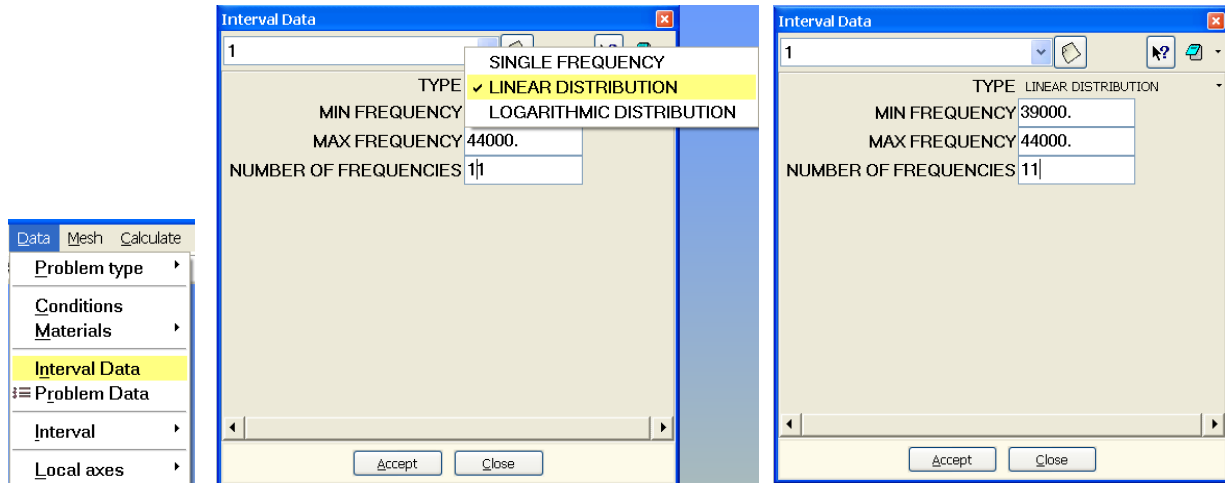 Data Mesh Calculate
Problem type
Conditions
Materials
Interval Data
Problem Data
Interval
Local axes
Interval Data
1
SINGLE FREQUENCY
TYPE ✓ LINEAR DISTRIBUTION
MIN FREQUENCY LOGARITHMIC DISTRIBUTION
MAX FREQUENCY 44000.
NUMBER OF FREQUENCIES 11
Accept Close
Interval Data
1
TYPE LINEAR DISTRIBUTION
MIN FREQUENCY 39000.
MAX FREQUENCY 44000.
NUMBER OF FREQUENCIES 11
Accept Close